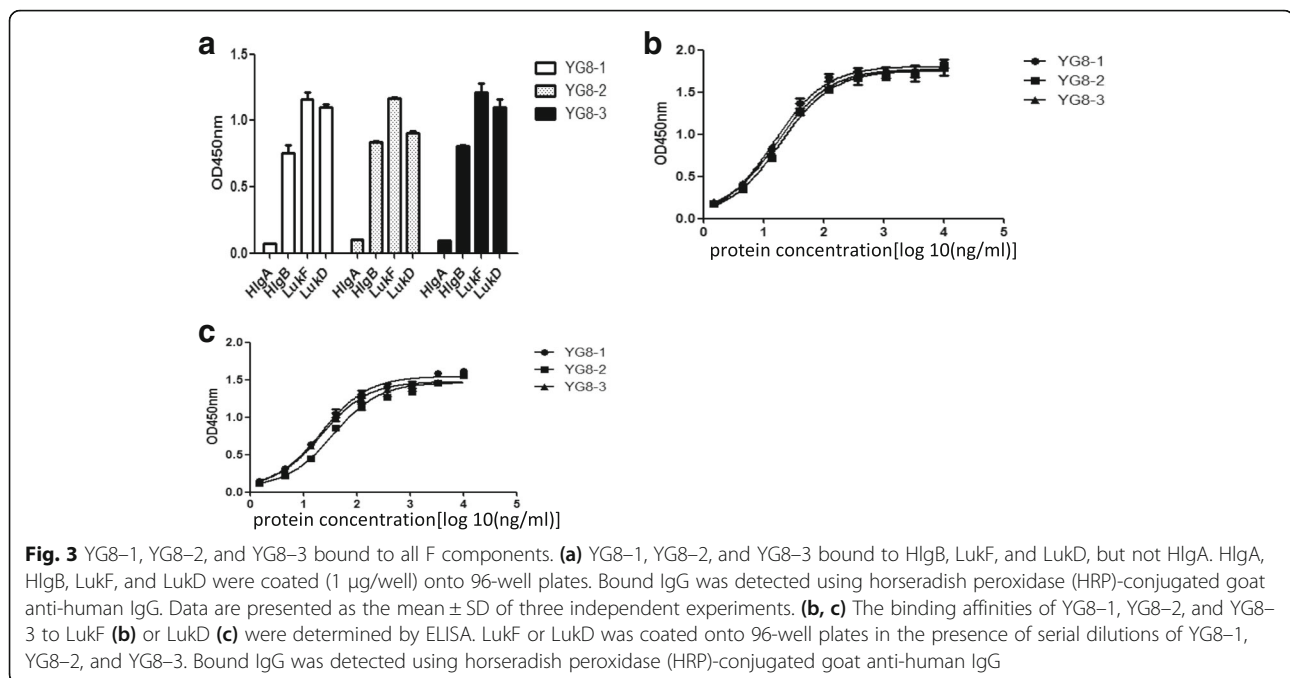 a
1.5
1.0
0.5
0.0
OD450nm
HlgA
HlgB
LukF
LukD
HlgA
HlgB
LukF
LukD
HlgA
HlgB
LukF
LukD
YG8-1
YG8-2
YG8-3
b
2.0
1.5
1.0
0.5
0.0
OD450nm
0 1 2 3 4 5
protein concentration[log 10(ng/ml)]
YG8-1
YG8-2
YG8-3
c
2.0
1.5
1.0
0.5
0.0
OD450nm
0 1 2 3 4 5
protein concentration[log 10(ng/ml)]
YG8-1
YG8-2
YG8-3
Fig. 3 YG8–1, YG8–2, and YG8–3 bound to all F components. (a) YG8–1, YG8–2, and YG8–3 bound to HlgB, LukF, and LukD, but not HlgA. HlgA,
HlgB, LukF, and LukD were coated (1 μg/well) onto 96-well plates. Bound IgG was detected using horseradish peroxidase (HRP)-conjugated goat
anti-human IgG. Data are presented as the mean ± SD of three independent experiments. (b, c) The binding affinities of YG8–1, YG8–2, and YG8–
3 to LukF (b) or LukD (c) were determined by ELISA. LukF or LukD was coated onto 96-well plates in the presence of serial dilutions of YG8–1,
YG8–2, and YG8–3. Bound IgG was detected using horseradish peroxidase (HRP)-conjugated goat anti-human IgG